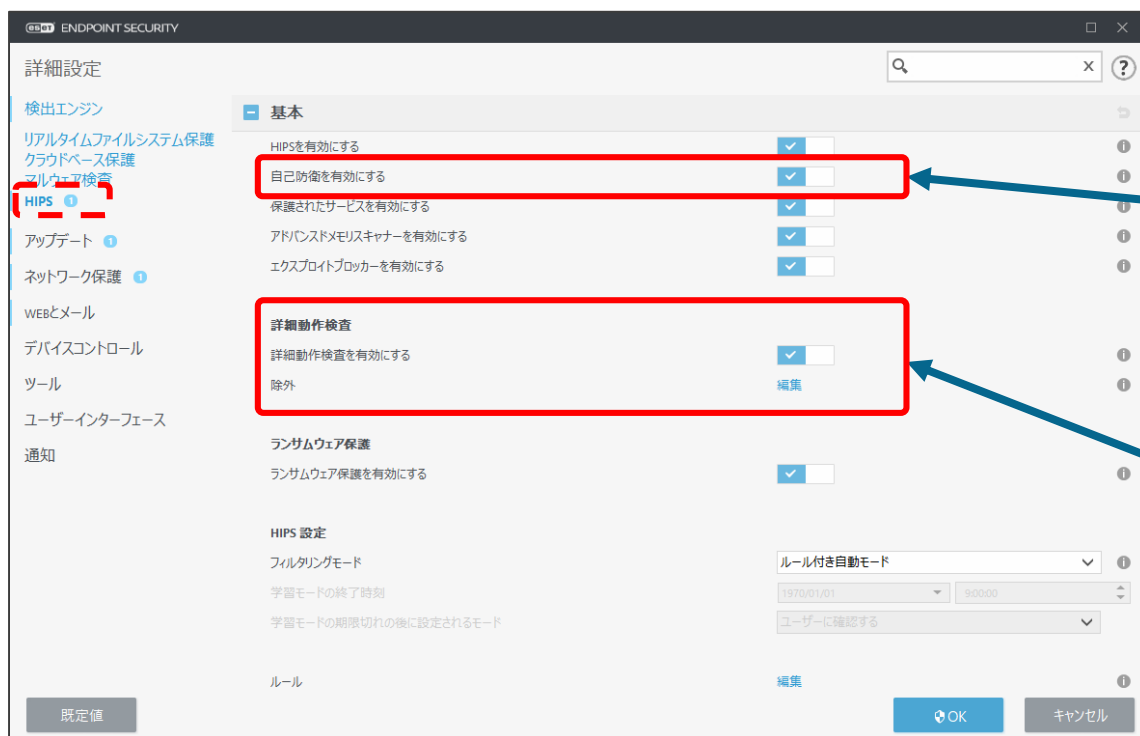 eset ENDPOINT SECURITY
詳細設定
x
?
検出エンジン
リアルタイムファイルシステム保護
クラウドベース保護
マルウェア検査
HIPS 1
アップデート 1
ネットワーク保護 1
WEBとメール
デバイスコントロール
ツール
ユーザーインターフェース
通知
基本
HIPSを有効にする
自己防衛を有効にする
保護されたサービスを有効にする
アドバンスドメモリスキャナーを有効にする
エクスプロイトブロッカーを有効にする
詳細動作検査
詳細動作検査を有効にする
除外 編集
ランサムウェア保護
ランサムウェア保護を有効にする
HIPS 設定
フィルタリングモード ルール付き自動モード
学習モードの終了時刻 1970/01/01 9:00:00
学習モードの期限切れの後に設定されるモード ユーザーに確認する
ルール 編集
既定値 OK キャンセル